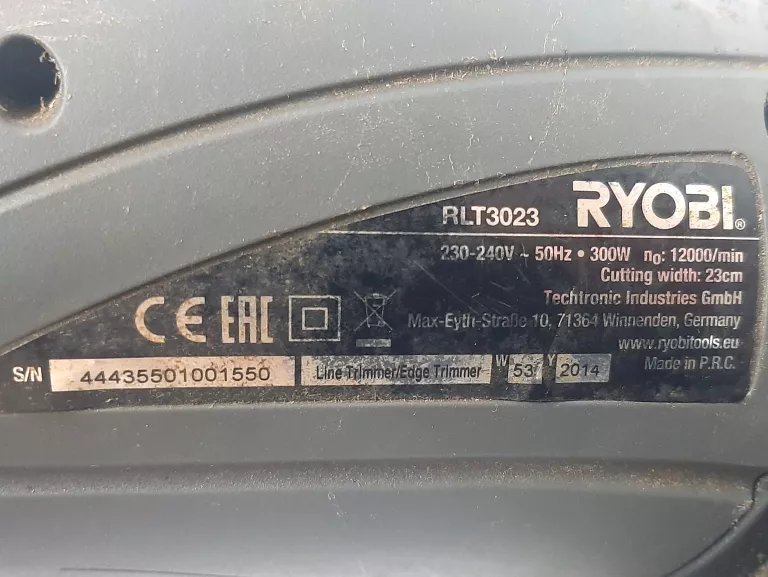 RYOBI®
RLT3023
230-240V ~ 50Hz • 300W n₀: 12000/min
Cutting width: 23cm
Techtronic Industries GmbH
Max-Eyth-Straße 10, 71364 Winnenden, Germany
www.ryobitools.eu
Made in P.R.C.
CE EAC
S/N 44435501001550 Line Trimmer/Edge Trimmer W 53 Y 2014